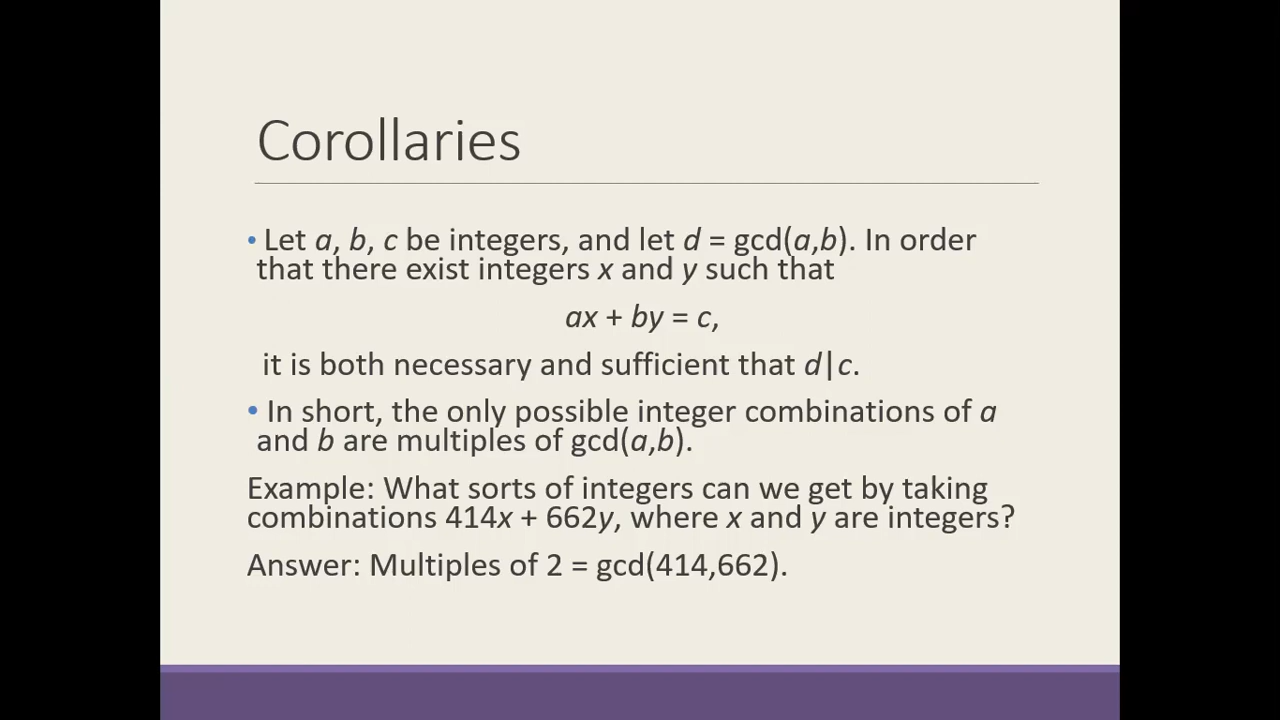 Corollaries
• Let a, b, c be integers, and let d = gcd(a,b). In order
that there exist integers x and y such that
ax + by = c,
it is both necessary and sufficient that d|c.
• In short, the only possible integer combinations of a
and b are multiples of gcd(a,b).
Example: What sorts of integers can we get by taking
combinations 414x + 662y, where x and y are integers?
Answer: Multiples of 2 = gcd(414,662).